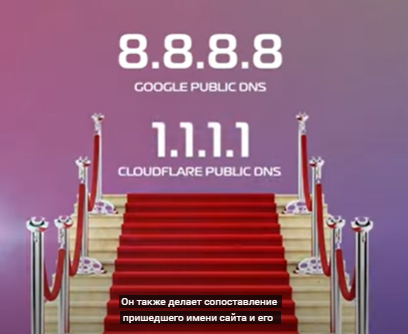 8.8.8.8
GOOGLE PUBLIC DNS
1.1.1.1
CLOUDFLARE PUBLIC DNS
Он также делает сопоставление
пришедшего имени сайта и его